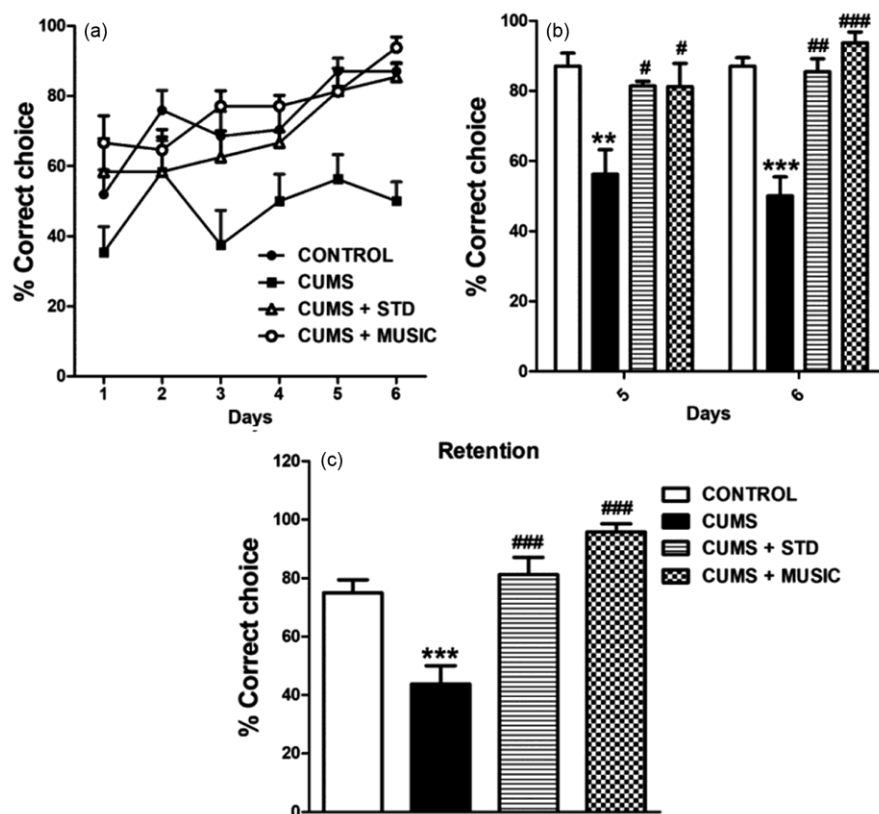 (a)
% Correct choice
100
80
60
40
20
0
1 2 3 4 5 6
Days
CONTROL
CUMS
CUMS + STD
CUMS + MUSIC
(b)
% Correct choice
100
80
60
40
20
0
**
#
#
***
##
###
5 6
Days
Retention
(c)
% Correct choice
120
100
80
60
40
20
0
***
###
###
CONTROL
CUMS
CUMS + STD
CUMS + MUSIC